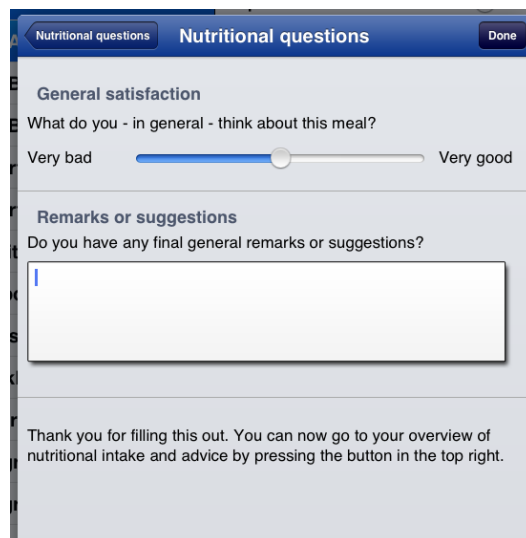 Nutritional questions
Nutritional questions
Done
General satisfaction
What do you - in general - think about this meal?
Very bad
Very good
Remarks or suggestions
Do you have any final general remarks or suggestions?
Thank you for filling this out. You can now go to your overview of
nutritional intake and advice by pressing the button in the top right.